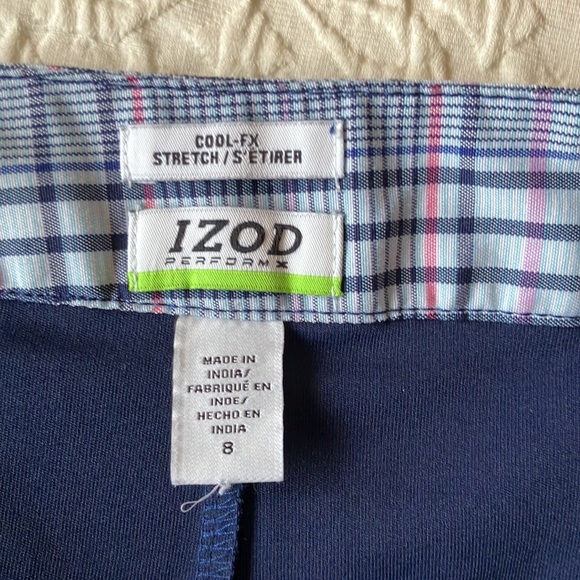 COOL-FX
STRETCH / S'ÉTIRER
IZOD
PERFORM X
MADE IN
INDIA/
FABRIQUÉ EN
INDE/
HECHO EN
INDIA
8